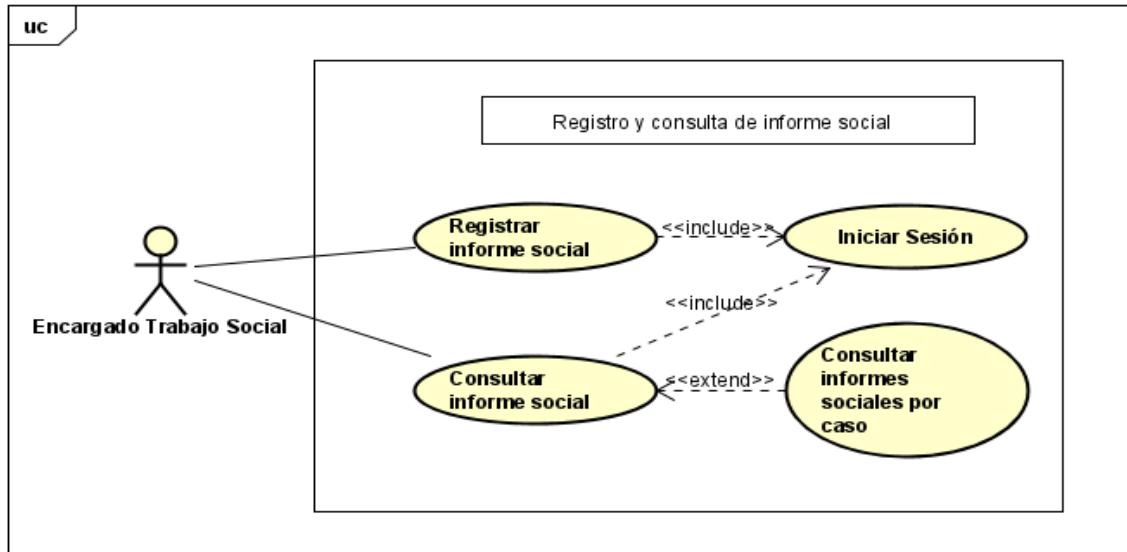 uc
Registro y consulta de informe social
Registrar
informe social
<<include>>
Iniciar Sesión
<<include>>
Encargado Trabajo Social
Consultar
informe social
<<extend>>
Consultar
informes
sociales por
caso